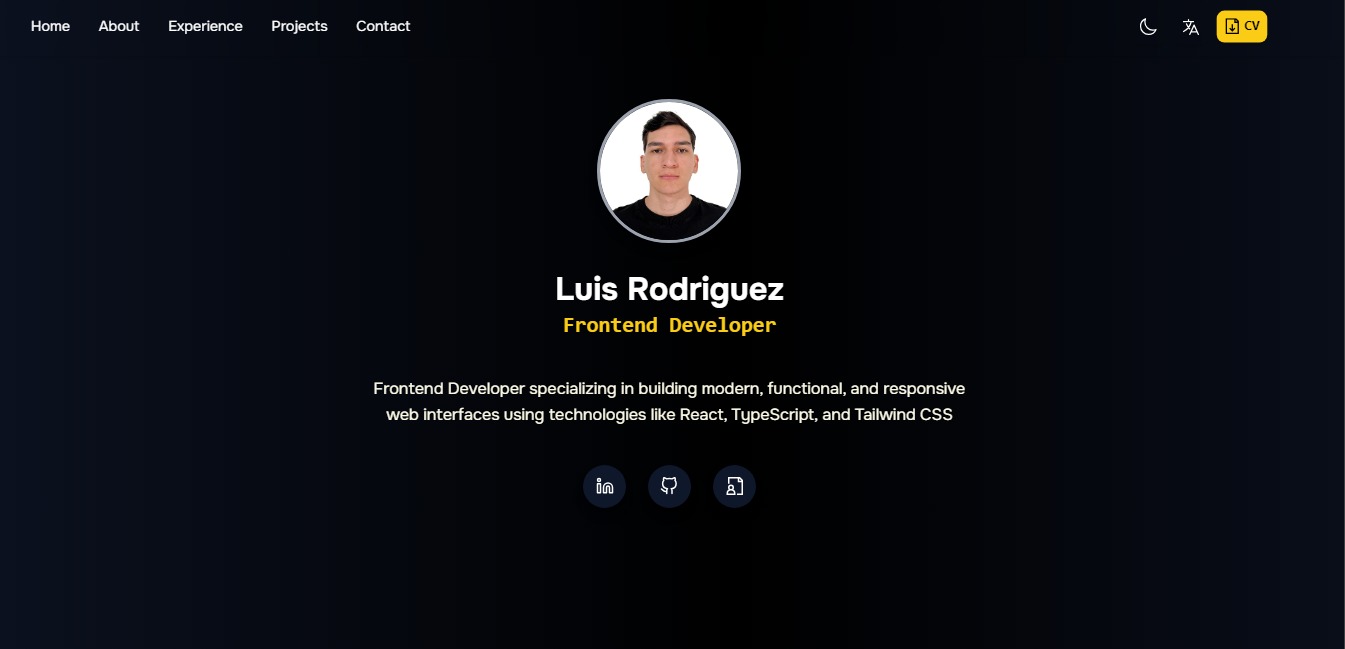 Home About Experience Projects Contact CV
Luis Rodriguez
Frontend Developer
Frontend Developer specializing in building modern, functional, and responsive
web interfaces using technologies like React, TypeScript, and Tailwind CSS
in